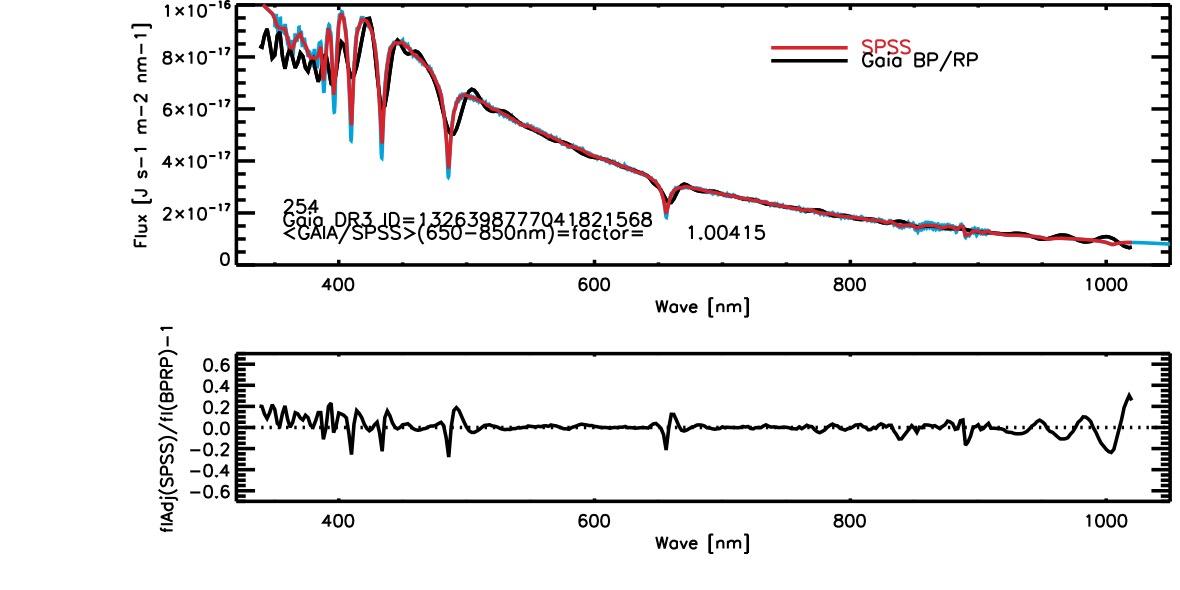 1×10⁻¹⁶
8×10⁻¹⁷
6×10⁻¹⁷
4×10⁻¹⁷
2×10⁻¹⁷
0
Flux [J s−1 m−2 nm−1]
SPSS
Gaia BP/RP
254
Gaia DR3 ID=1326398777041821568
<GAIA/SPSS>(650−850nm)=factor= 1.00415
400 600 800 1000
Wave [nm]
flAdj(SPSS)/fl(BPRP)−1
0.6
0.4
0.2
0.0
−0.2
−0.4
−0.6
400 600 800 1000
Wave [nm]